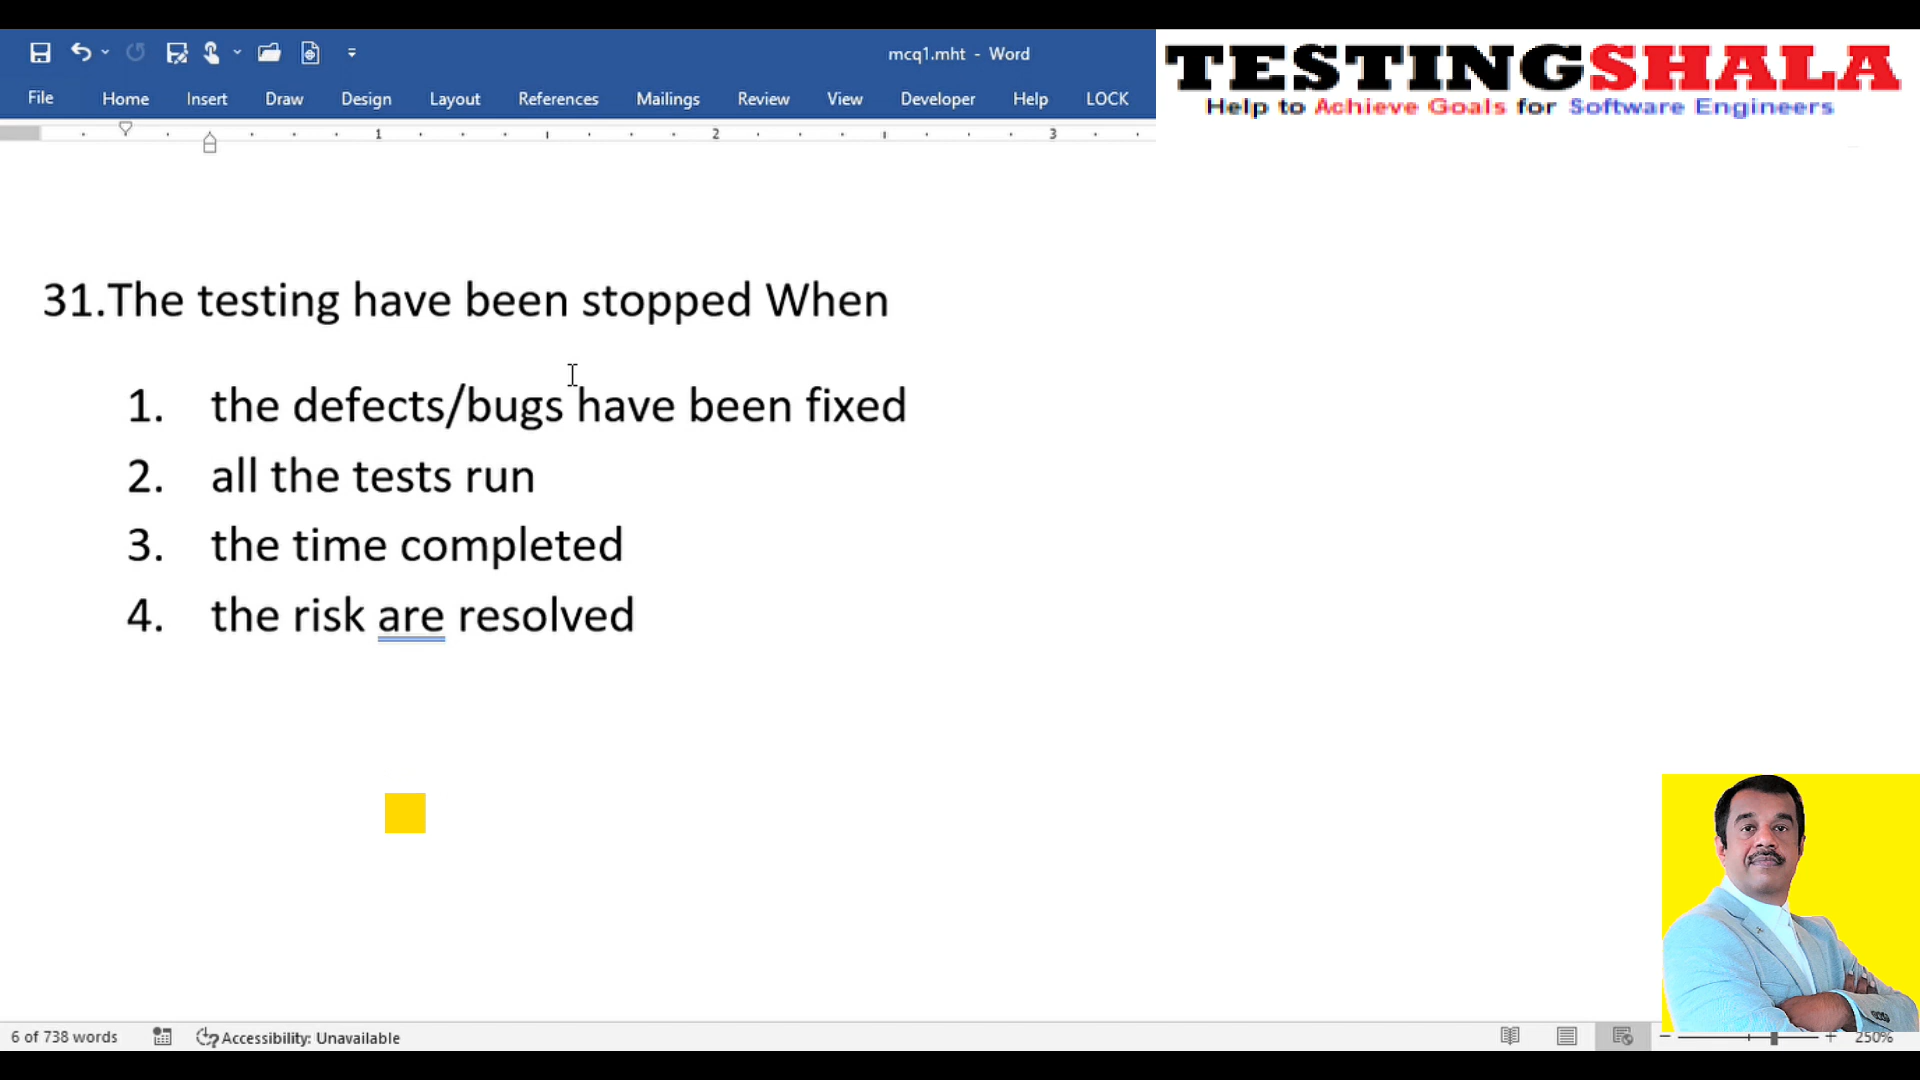 mcq1.mht - Word
TESTINGSHALA
Help to Achieve Goals for Software Engineers
File Home Insert Draw Design Layout References Mailings Review View Developer Help LOCK
1 2 3
31.The testing have been stopped When
1. the defects/bugs have been fixed
2. all the tests run
3. the time completed
4. the risk are resolved
6 of 738 words Accessibility: Unavailable 250%